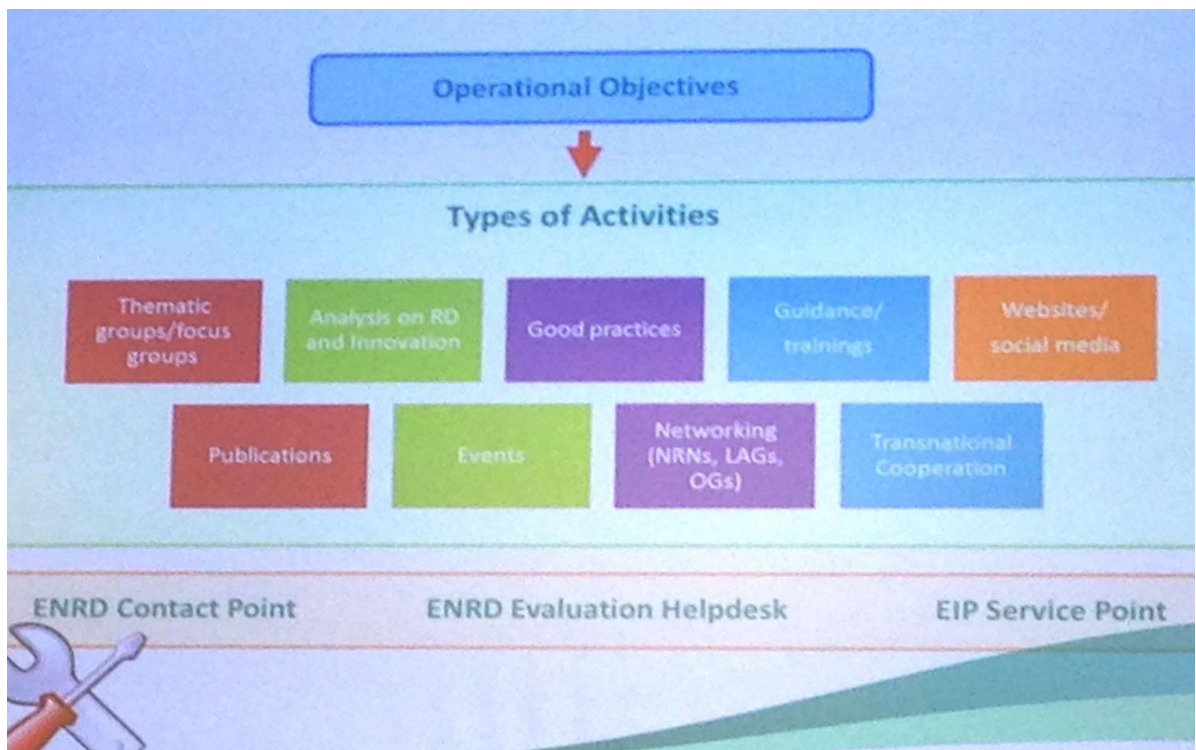 Operational Objectives
Types of Activities
Thematic
groups/focus
groups
Analysis on RD
and Innovation
Good practices
Guidance/
trainings
Websites/
social media
Publications
Events
Networking
(NRNs, LAGs,
OGs)
Transnational
Cooperation
ENRD Contact Point
ENRD Evaluation Helpdesk
EIP Service Point